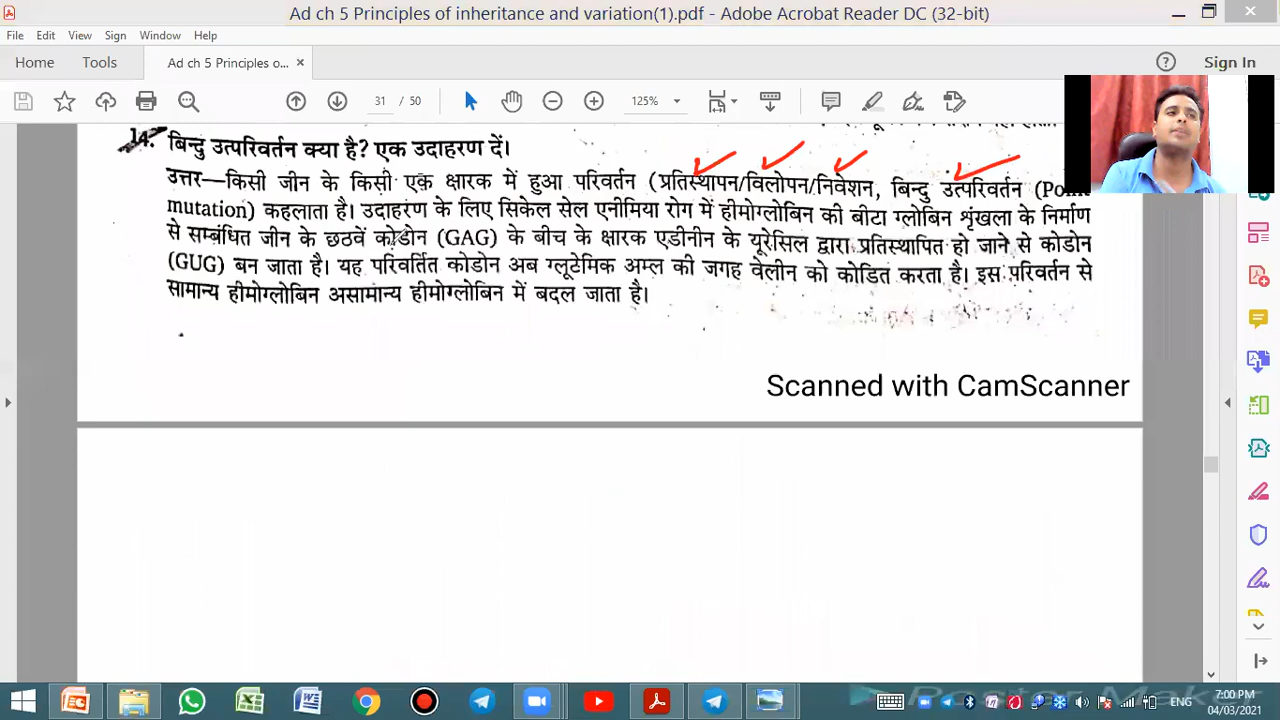 Ad ch 5 Principles of inheritance and variation(1).pdf - Adobe Acrobat Reader DC (32-bit)
File Edit View Sign Window Help
Home Tools Ad ch 5 Principles o... × Sign In
31 / 50 125%
14. बिन्दु उत्परिवर्तन क्या है? एक उदाहरण दें।
उत्तर—किसी जीन के किसी एक क्षारक में हुआ परिवर्तन (प्रतिस्थापन/विलोपन/निवेशन, बिन्दु उत्परिवर्तन (Point
mutation) कहलाता है। उदाहरण के लिए सिकेल सेल एनीमिया रोग में हीमोग्लोबिन की बीटा ग्लोबिन शृंखला के निर्माण
से सम्बंधित जीन के छठवें कोडोन (GAG) के बीच के क्षारक एडीनीन के यूरेसिल द्वारा प्रतिस्थापित हो जाने से कोडोन
(GUG) बन जाता है। यह परिवर्तित कोडोन अब ग्लूटेमिक अम्ल की जगह वेलीन को कोडित करता है। इस परिवर्तन से
सामान्य हीमोग्लोबिन असामान्य हीमोग्लोबिन में बदल जाता है।
Scanned with CamScanner
ENG
7:00 PM
04/03/2021